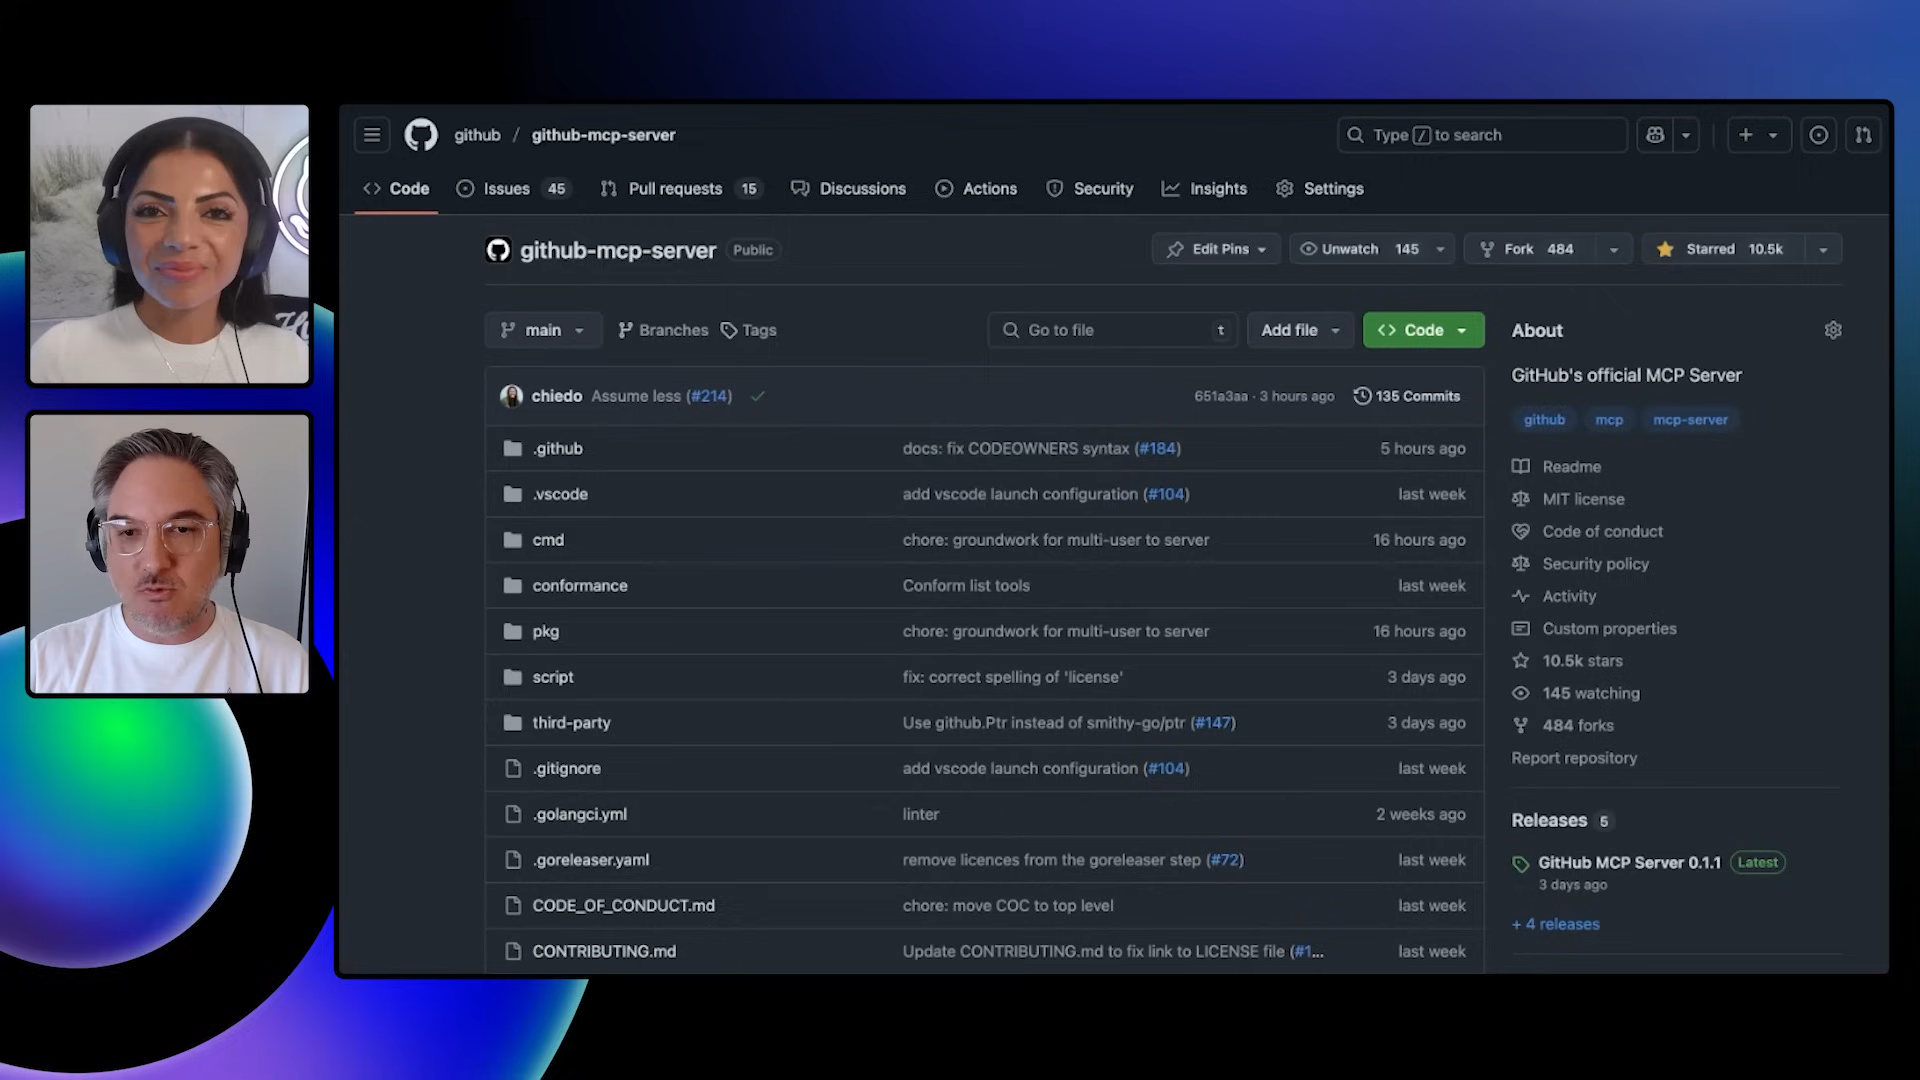 github / github-mcp-server
Type / to search
Code Issues 45 Pull requests 15 Discussions Actions Security Insights Settings
github-mcp-server Public
Edit Pins Unwatch 145 Fork 484 Starred 10.5k
main Branches Tags
Go to file t Add file Code
chiedo Assume less (#214) 651a3aa · 3 hours ago 135 Commits
.github docs: fix CODEOWNERS syntax (#184) 5 hours ago
.vscode add vscode launch configuration (#104) last week
cmd chore: groundwork for multi-user to server 16 hours ago
conformance Conform list tools last week
pkg chore: groundwork for multi-user to server 16 hours ago
script fix: correct spelling of 'license' 3 days ago
third-party Use github.Ptr instead of smithy-go/ptr (#147) 3 days ago
.gitignore add vscode launch configuration (#104) last week
.golangci.yml linter 2 weeks ago
.goreleaser.yaml remove licences from the goreleaser step (#72) last week
CODE_OF_CONDUCT.md chore: move COC to top level last week
CONTRIBUTING.md Update CONTRIBUTING.md to fix link to LICENSE file (#1... last week
About
GitHub's official MCP Server
github mcp mcp-server
Readme
MIT license
Code of conduct
Security policy
Activity
Custom properties
10.5k stars
145 watching
484 forks
Report repository
Releases 5
GitHub MCP Server 0.1.1 Latest
3 days ago
+ 4 releases